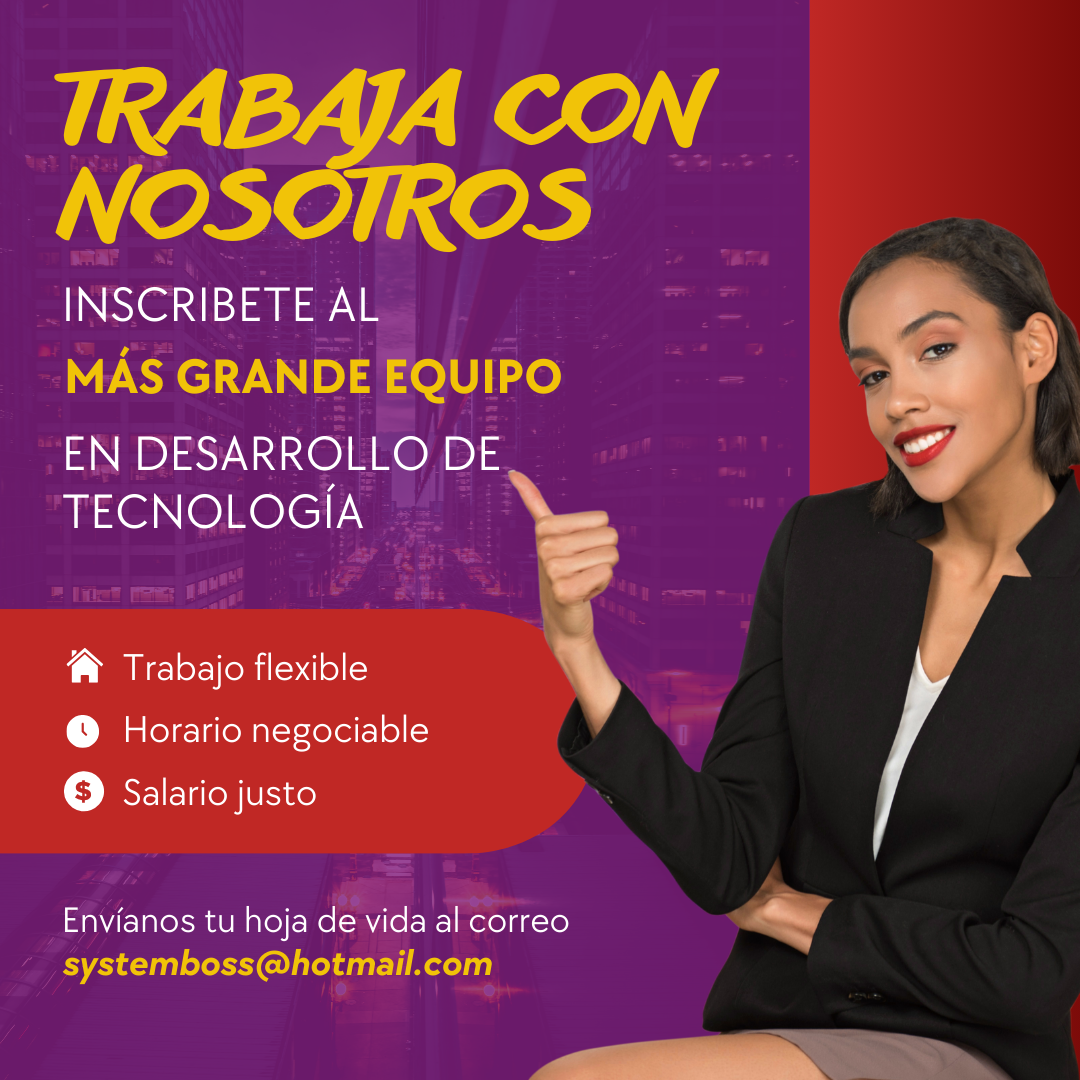 TRABAJA CON
NOSOTROS
INSCRIBETE AL
MÁS GRANDE EQUIPO
EN DESARROLLO DE
TECNOLOGÍA
Trabajo flexible
Horario negociable
$ Salario justo
Envíanos tu hoja de vida al correo
systemboss@hotmail.com